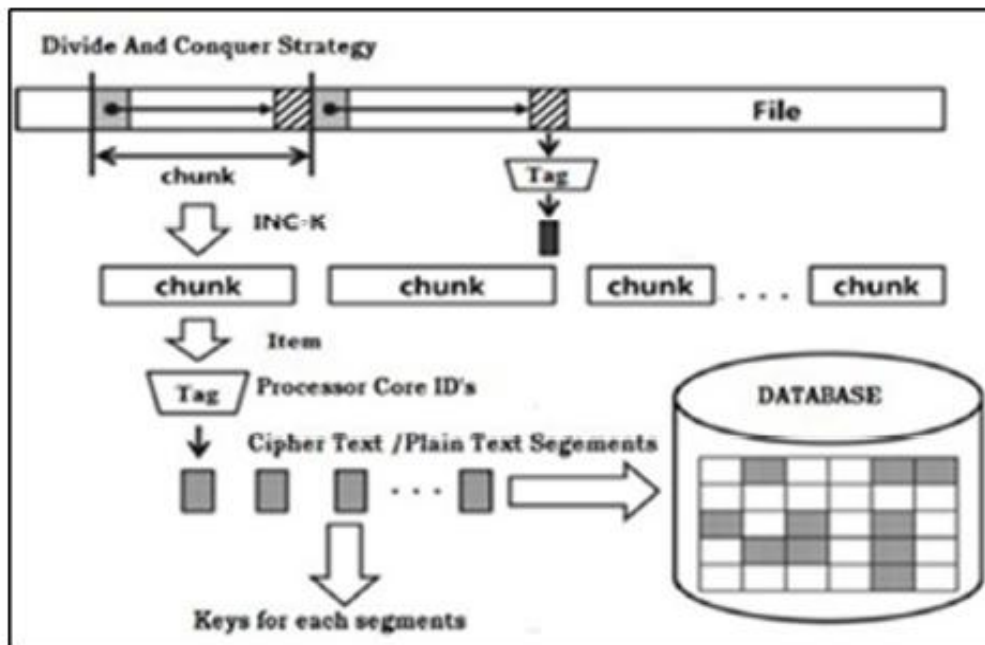 Divide And Conquer Strategy
File
chunk
Tag
INC-K
chunk chunk chunk . . . chunk
Item
Tag
Processor Core ID's
DATABASE
Cipher Text /Plain Text Segements
. . .
Keys for each segments